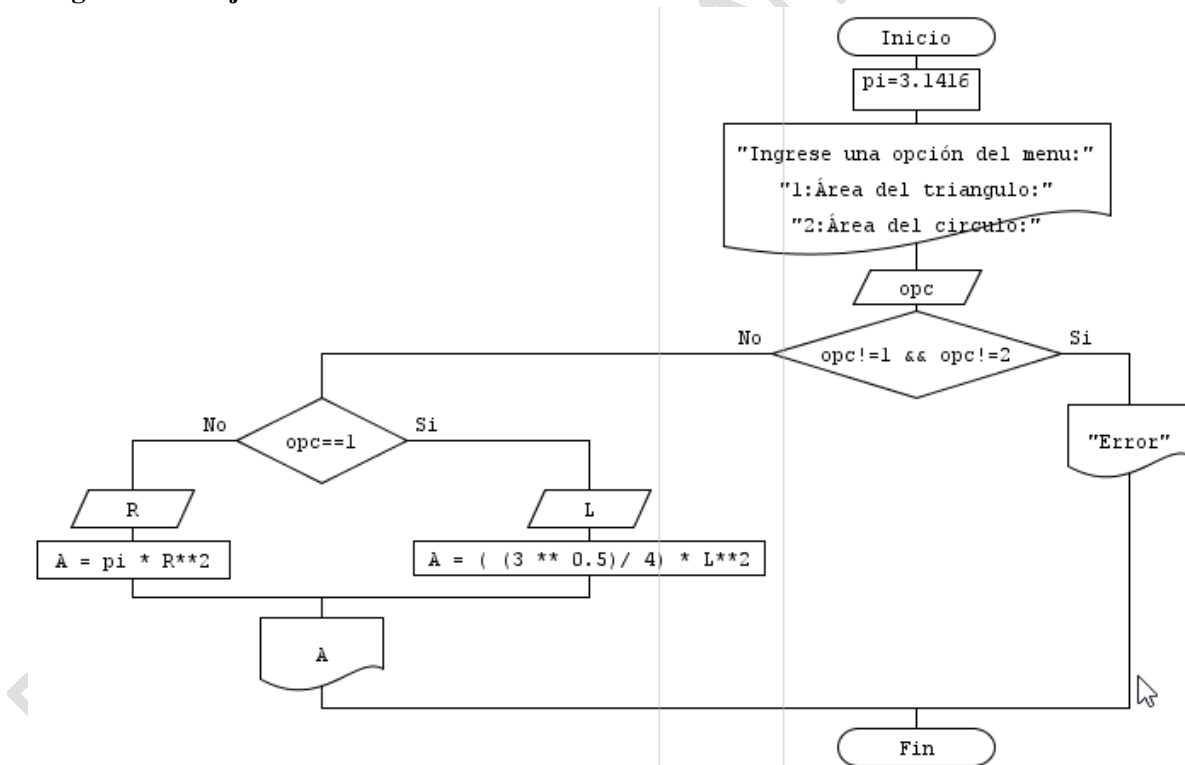 Inicio
pi=3.1416
"Ingrese una opción del menu:"
"1:Área del triangulo:"
"2:Área del circulo:"
opc
No
opc!=1 && opc!=2
Si
No
opc==1
Si
"Error"
R
L
A = pi * R**2
A = ( (3 ** 0.5)/ 4) * L**2
A
Fin